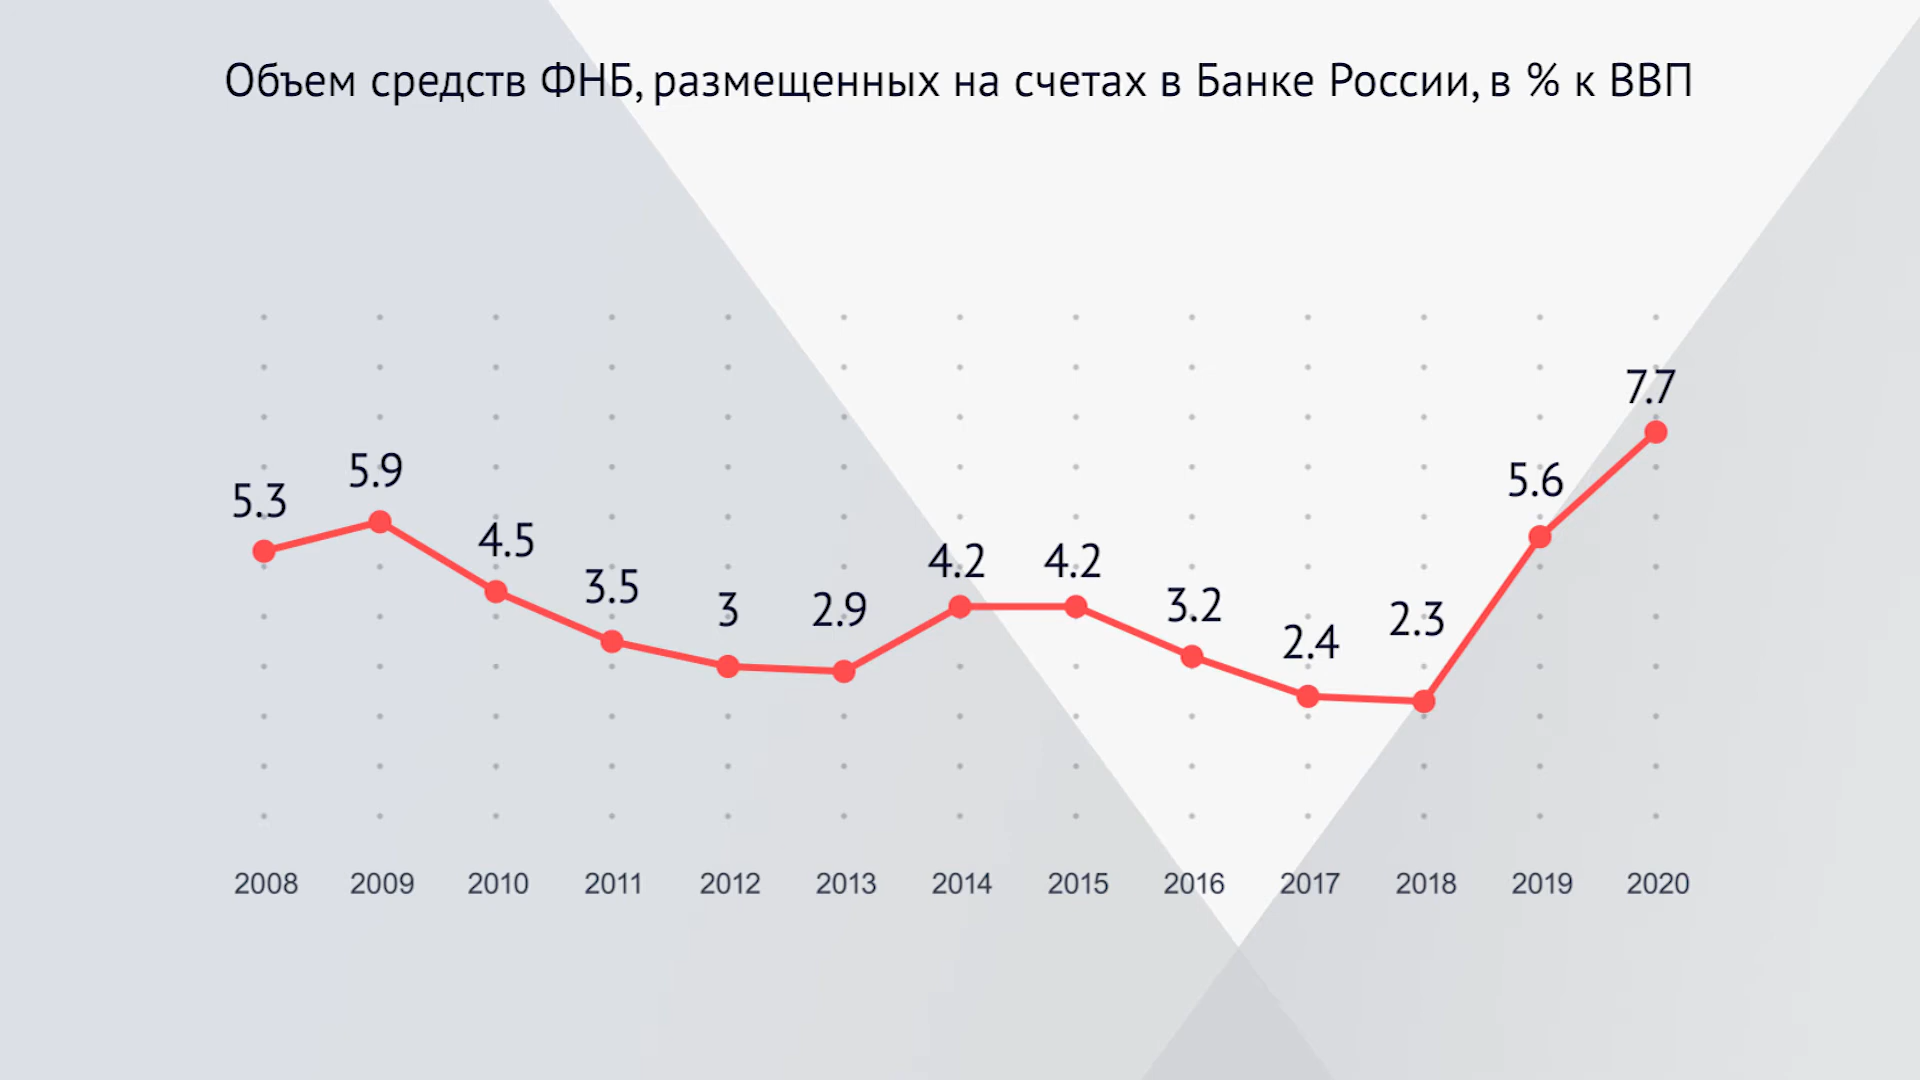 Объем средств ФНБ, размещенных на счетах в Банке России, в % к ВВП
5.3 5.9 4.5 3.5 3 2.9 4.2 4.2 3.2 2.4 2.3 5.6 7.7
2008 2009 2010 2011 2012 2013 2014 2015 2016 2017 2018 2019 2020